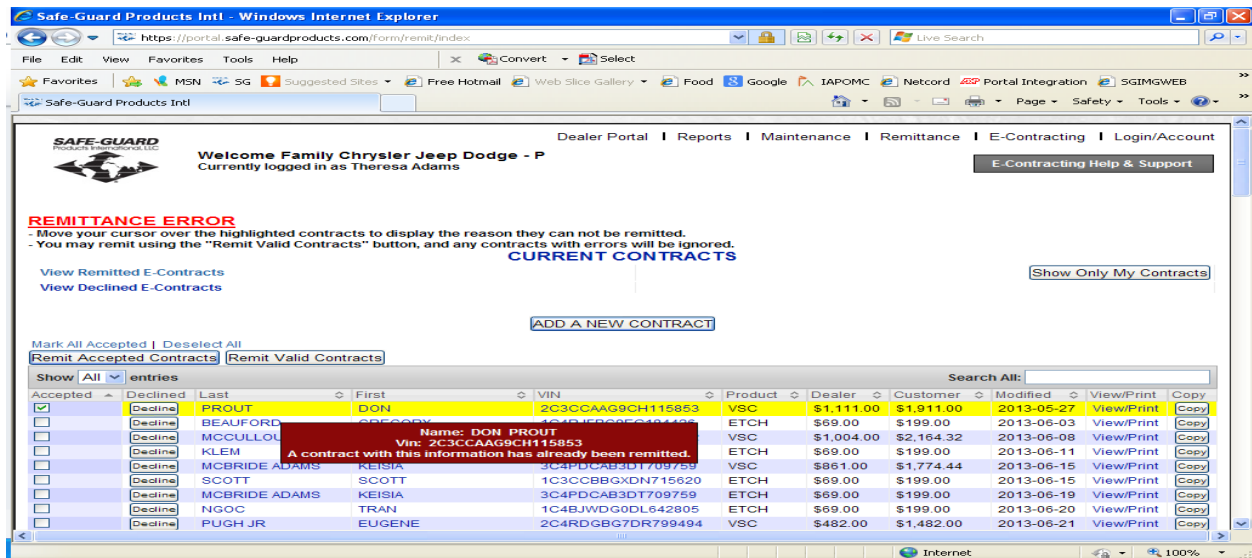 Safe-Guard Products Intl - Windows Internet Explorer
https://portal.safe-guardproducts.com/form/remit/index
Live Search
File Edit View Favorites Tools Help Convert Select
Favorites MSN SG Suggested Sites Free Hotmail Web Slice Gallery Food Google IAPOMC Netcord Portal Integration SGIMGWEB
Safe-Guard Products Intl
Page Safety Tools
SAFE-GUARD
Products International, LLC
Dealer Portal I Reports I Maintenance I Remittance I E-Contracting I Login/Account
Welcome Family Chrysler Jeep Dodge - P
Currently logged in as Theresa Adams
E-Contracting Help & Support
REMITTANCE ERROR
- Move your cursor over the highlighted contracts to display the reason they can not be remitted.
- You may remit using the "Remit Valid Contracts" button, and any contracts with errors will be ignored.
CURRENT CONTRACTS
View Remitted E-Contracts
Show Only My Contracts
View Declined E-Contracts
ADD A NEW CONTRACT
Mark All Accepted | Deselect All
Remit Accepted Contracts Remit Valid Contracts
Show All entries Search All:
Accepted Declined Last First VIN Product Dealer Customer Modified View/Print Copy
Decline PROUT DON 2C3CCAAG9CH115853 VSC $1,111.00 $1,911.00 2013-05-27 View/Print Copy
Decline BEAUFORD ETCH $69.00 $199.00 2013-06-03 View/Print Copy
Decline VSC $1,004.00 $2,164.32 2013-06-08 View/Print Copy
Decline KLEM ETCH $69.00 $199.00 2013-06-11 View/Print Copy
Name: DON PROUT
Vin: 2C3CCAAG9CH115853
A contract with this information has already been remitted.
Decline MCBRIDE ADAMS KEISIA 3C4PDCAB3DT709759 VSC $861.00 $1,774.44 2013-06-15 View/Print Copy
Decline SCOTT SCOTT 1C3CCBBGXDN715620 ETCH $69.00 $199.00 2013-06-15 View/Print Copy
Decline MCBRIDE ADAMS KEISIA 3C4PDCAB3DT709759 ETCH $69.00 $199.00 2013-06-19 View/Print Copy
Decline NGOC TRAN 1C4BJWDG0DL642805 ETCH $69.00 $199.00 2013-06-20 View/Print Copy
Decline PUGH JR EUGENE 2C4RDGBG7DR799494 VSC $482.00 $1,482.00 2013-06-21 View/Print Copy
Internet 100%